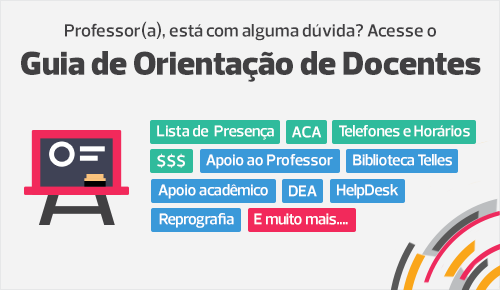 Professor(a), está com alguma dúvida? Acesse o
Guia de Orientação de Docentes
Lista de Presença ACA Telefones e Horários
$$$ Apoio ao Professor Biblioteca Telles
Apoio acadêmico DEA HelpDesk
Reprografia E muito mais....